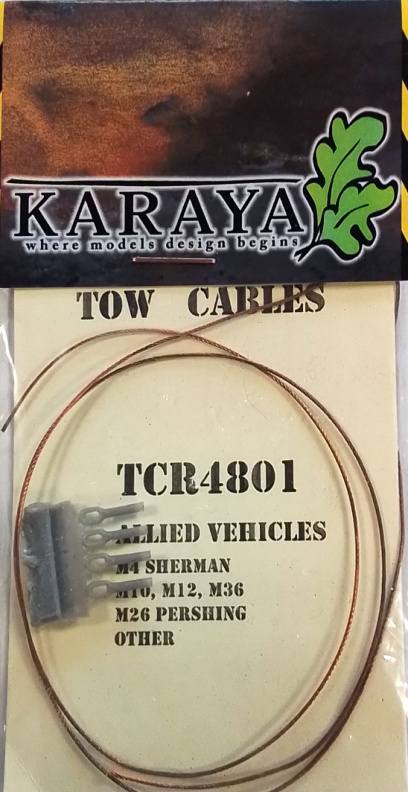 KARAYA
where models design begins
TOW CABLES
TCR4801
ALLIED VEHICLES
M4 SHERMAN
M10, M12, M36
M26 PERSHING
OTHER